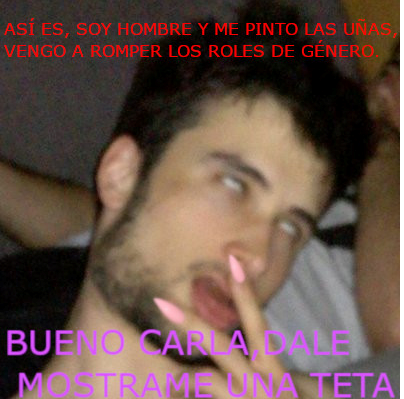 ASÍ ES, SOY HOMBRE Y ME PINTO LAS UÑAS,
VENGO A ROMPER LOS ROLES DE GÉNERO.
BUENO CARLA,DALE
MOSTRAME UNA TETA